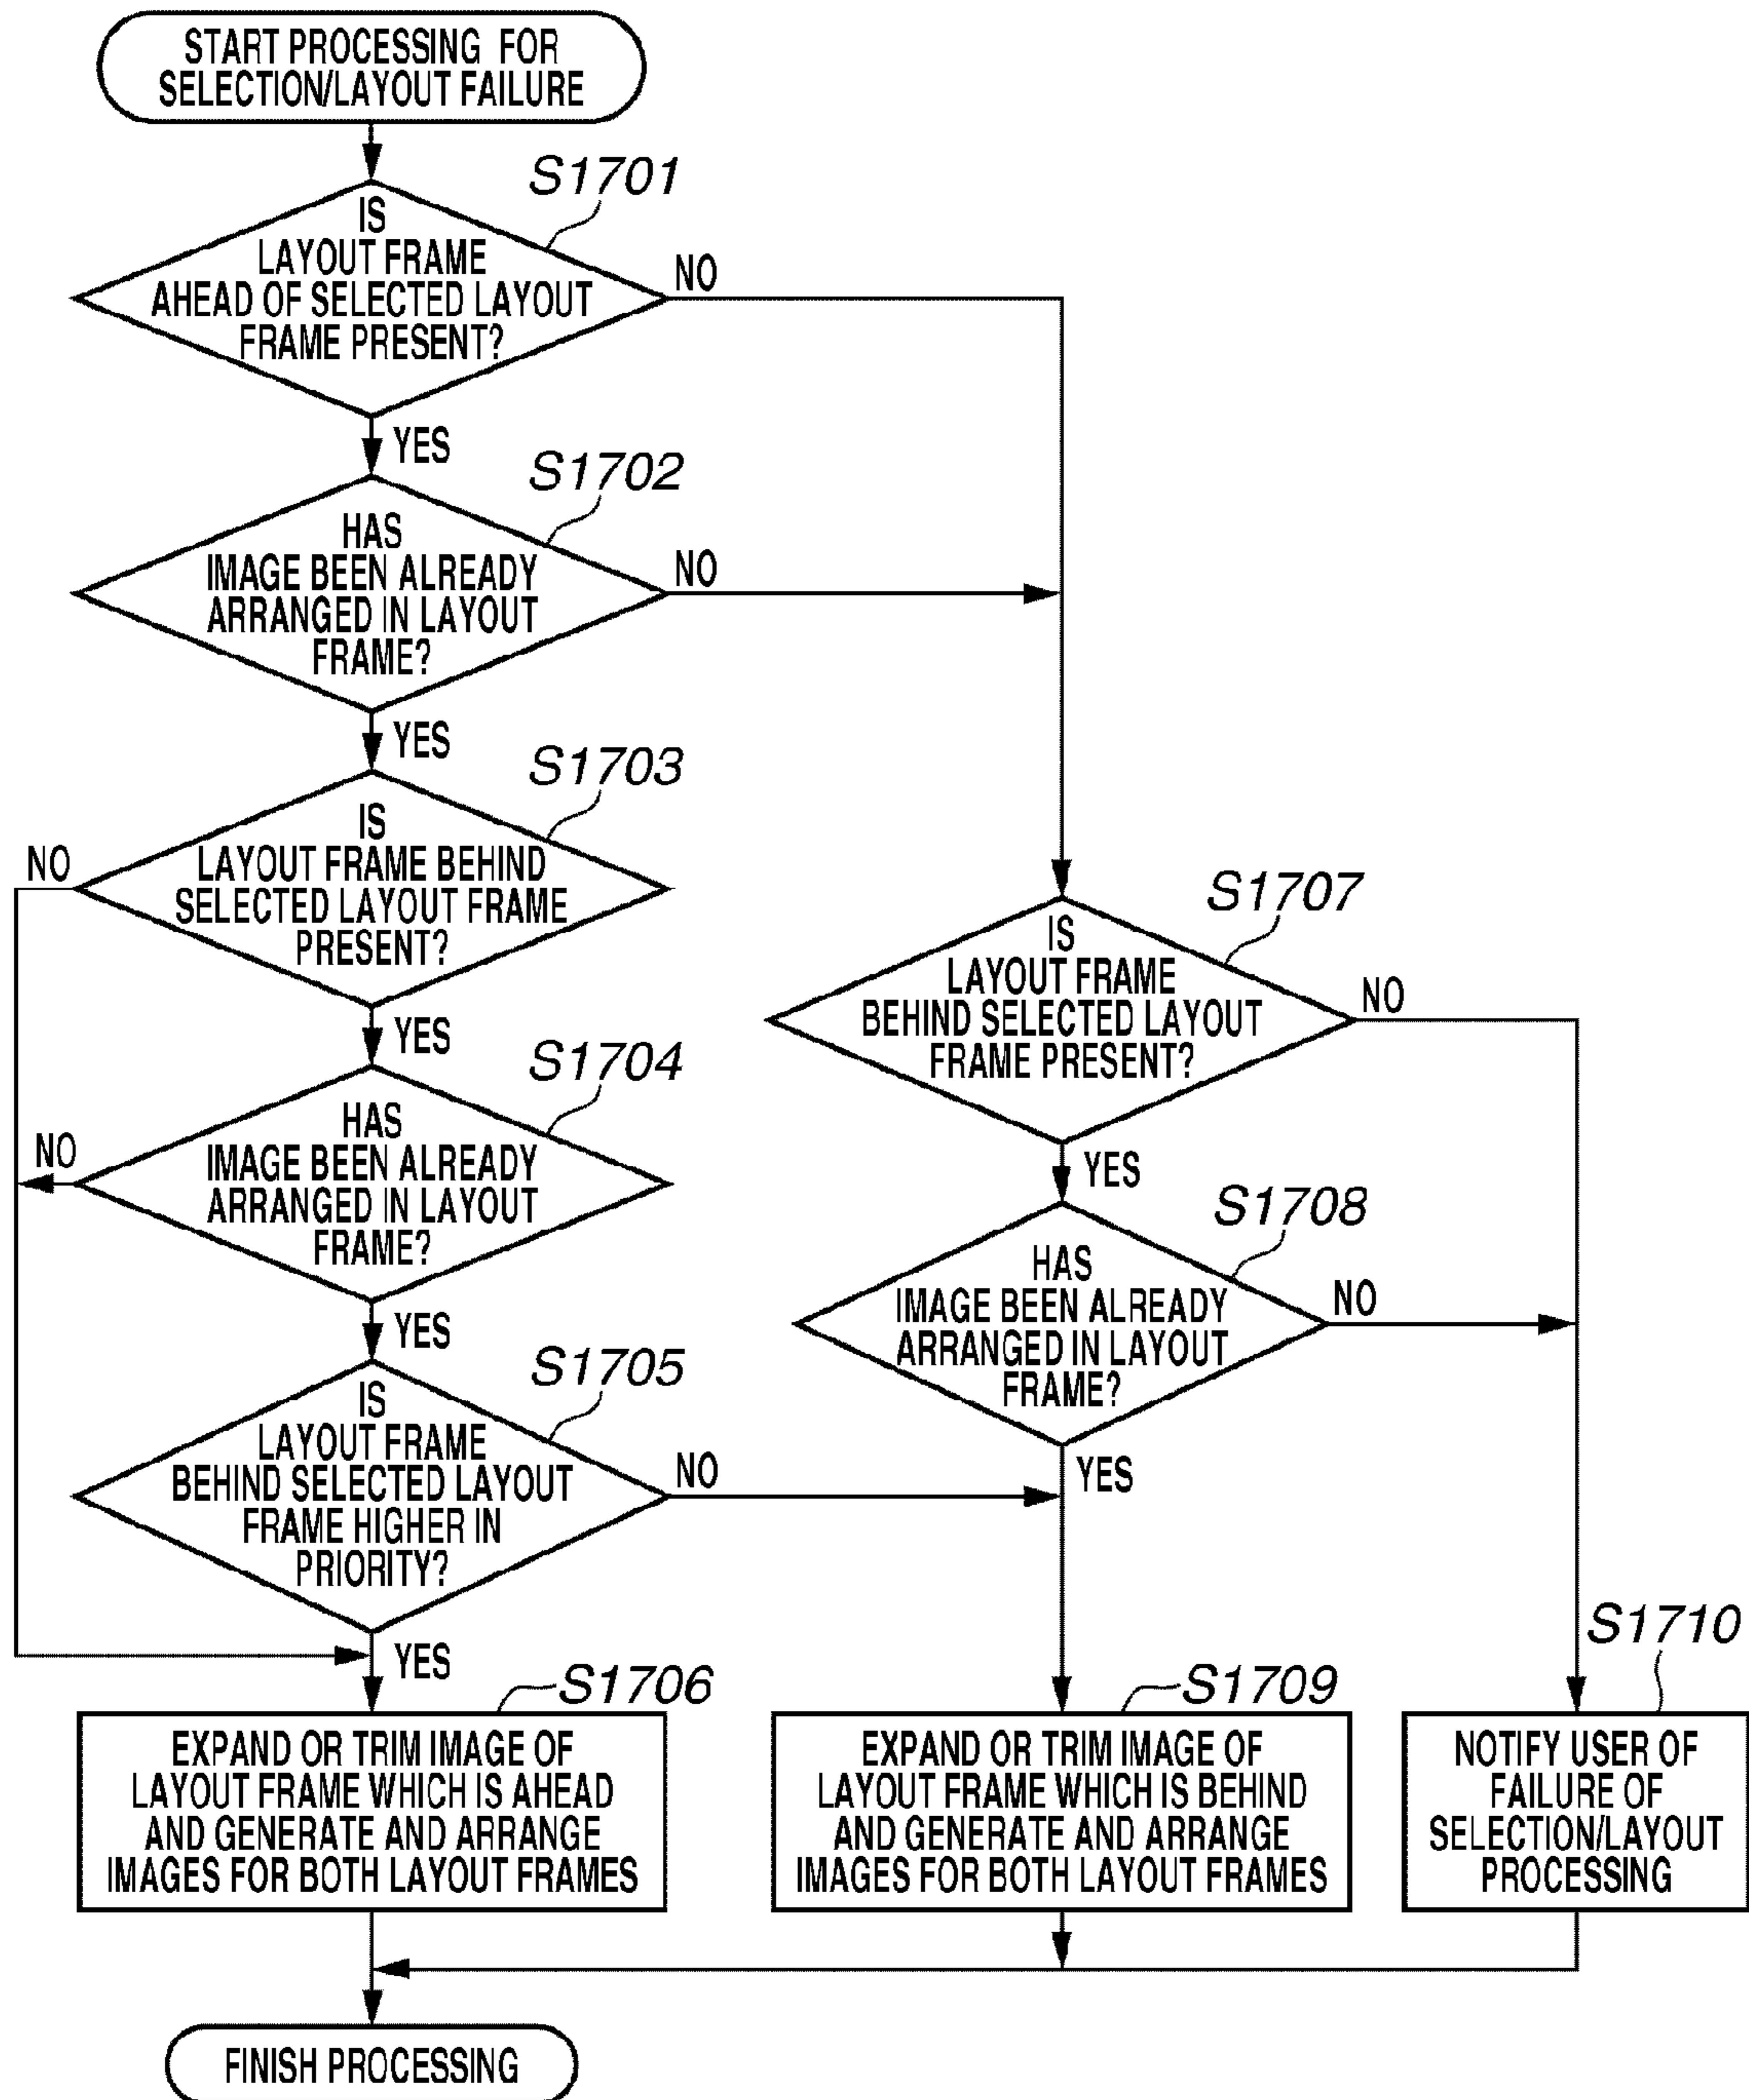 START PROCESSING FOR
SELECTION/LAYOUT FAILURE
S1701
IS
LAYOUT FRAME
AHEAD OF SELECTED LAYOUT
FRAME PRESENT?
NO
YES
S1702
HAS
IMAGE BEEN ALREADY
ARRANGED IN LAYOUT
FRAME?
NO
YES
S1703
IS
LAYOUT FRAME BEHIND
SELECTED LAYOUT FRAME
PRESENT?
NO
YES
S1704
HAS
IMAGE BEEN ALREADY
ARRANGED IN LAYOUT
FRAME?
NO
YES
S1705
IS
LAYOUT FRAME
BEHIND SELECTED LAYOUT
FRAME HIGHER IN
PRIORITY?
NO
YES
S1706
EXPAND OR TRIM IMAGE OF
LAYOUT FRAME WHICH IS AHEAD
AND GENERATE AND ARRANGE
IMAGES FOR BOTH LAYOUT FRAMES
S1707
IS
LAYOUT FRAME
BEHIND SELECTED LAYOUT
FRAME PRESENT?
NO
YES
S1708
HAS
IMAGE BEEN ALREADY
ARRANGED IN LAYOUT
FRAME?
NO
YES
S1709
EXPAND OR TRIM IMAGE OF
LAYOUT FRAME WHICH IS BEHIND
AND GENERATE AND ARRANGE
IMAGES FOR BOTH LAYOUT FRAMES
S1710
NOTIFY USER OF
FAILURE OF
SELECTION/LAYOUT
PROCESSING
FINISH PROCESSING